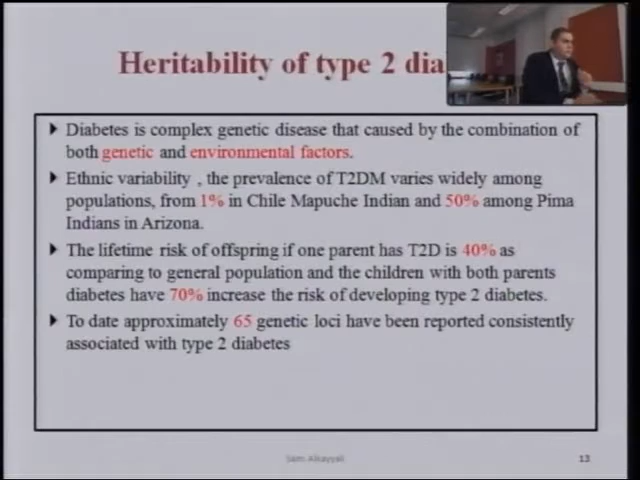 Heritability of type 2 dia
Diabetes is complex genetic disease that caused by the combination of
both genetic and environmental factors.
Ethnic variability , the prevalence of T2DM varies widely among
populations, from 1% in Chile Mapuche Indian and 50% among Pima
Indians in Arizona.
The lifetime risk of offspring if one parent has T2D is 40% as
comparing to general population and the children with both parents
diabetes have 70% increase the risk of developing type 2 diabetes.
To date approximately 65 genetic loci have been reported consistently
associated with type 2 diabetes
Sam Alkayyali
13